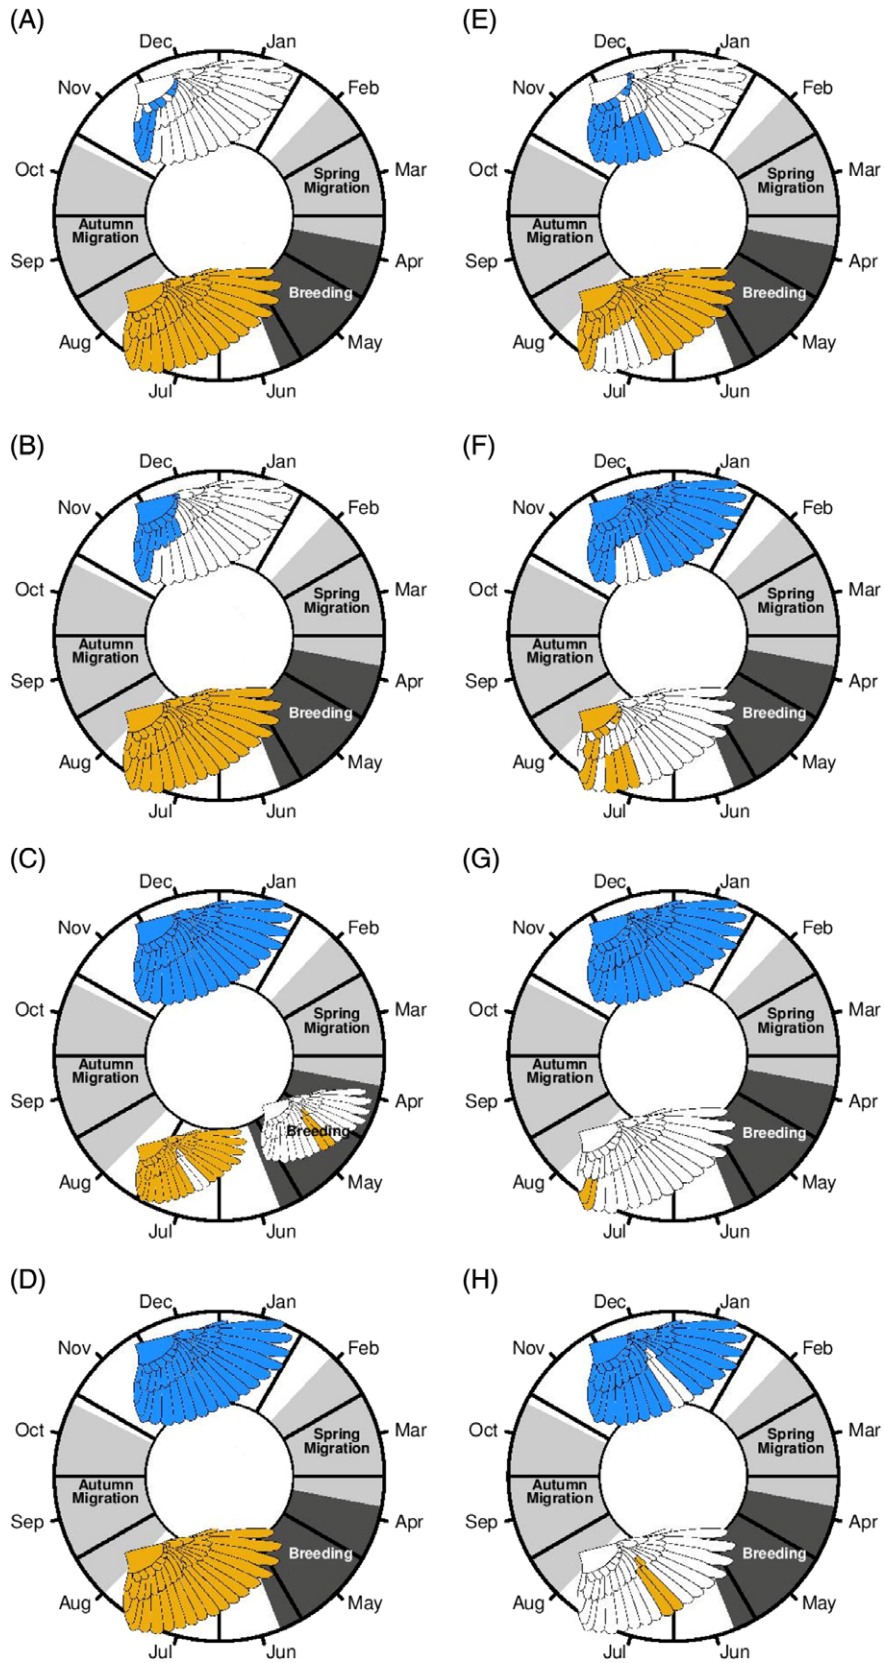 (A)
Dec Jan
Nov Feb
Oct Mar
Spring
Migration
Autumn
Migration
Sep Apr
Breeding
Aug May
Jul Jun
(E)
Dec Jan
Nov Feb
Oct Mar
Spring
Migration
Autumn
Migration
Sep Apr
Breeding
Aug May
Jul Jun
(B)
Dec Jan
Nov Feb
Oct Mar
Spring
Migration
Autumn
Migration
Sep Apr
Breeding
Aug May
Jul Jun
(F)
Dec Jan
Nov Feb
Oct Mar
Spring
Migration
Autumn
Migration
Sep Apr
Breeding
Aug May
Jul Jun
(C)
Dec Jan
Nov Feb
Oct Mar
Spring
Migration
Autumn
Migration
Sep Apr
Breeding
Aug May
Jul Jun
(G)
Dec Jan
Nov Feb
Oct Mar
Spring
Migration
Autumn
Migration
Sep Apr
Breeding
Aug May
Jul Jun
(D)
Dec Jan
Nov Feb
Oct Mar
Spring
Migration
Autumn
Migration
Sep Apr
Breeding
Aug May
Jul Jun
(H)
Dec Jan
Nov Feb
Oct Mar
Spring
Migration
Autumn
Migration
Sep Apr
Breeding
Aug May
Jul Jun